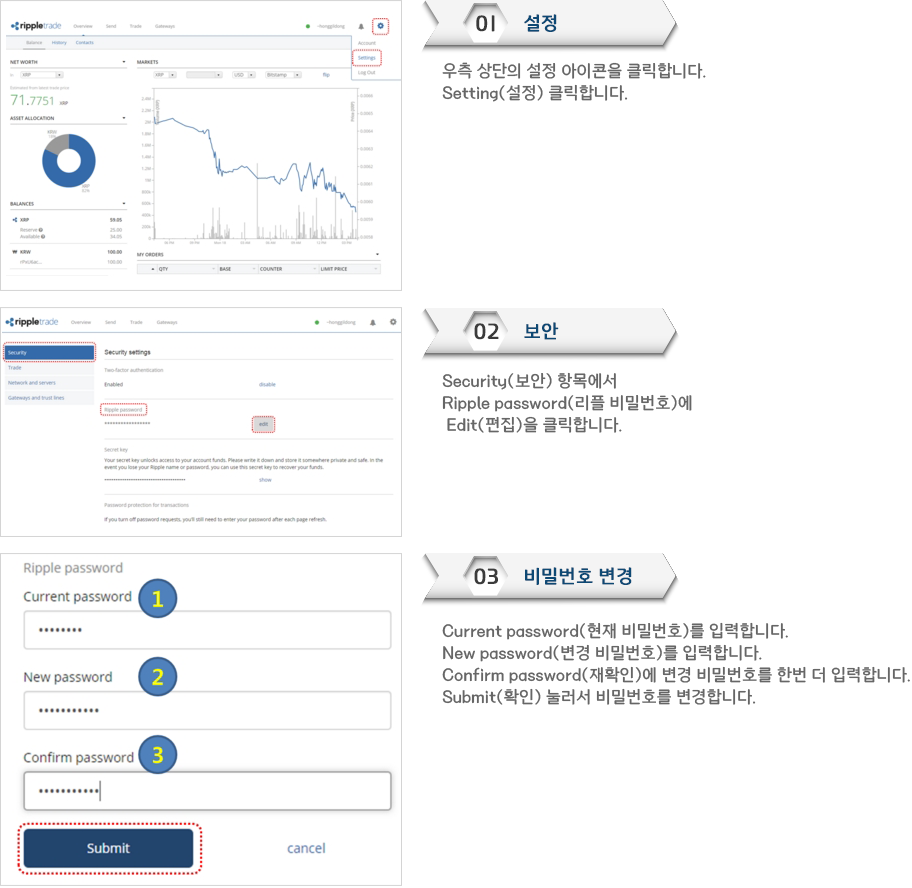 rippletrade Overview Send Trade Gateways ~honggildong
Balance History Contacts
Account
Settings
Log Out
NET WORTH
XRP
71.7751 XRP
ASSET ALLOCATION
KRW
XRP
BALANCES
XRP 59.05
Reserve 25.00
Available 34.05
KRW 100.00
100.00
MARKETS
XRP USD Bitstamp flip
MY ORDERS
QTY BASE COUNTER LIMIT PRICE
01 설정
우측 상단의 설정 아이콘을 클릭합니다.
Setting(설정) 클릭합니다.
rippletrade Overview Send Trade Gateways ~honggildong
Security
Trade
Network and servers
Gateways and trust lines
Security settings
Two-factor authentication
Enabled disable
Ripple password
**************** edit
Secret key
Your secret key unlocks access to your account funds. Please write it down and store it somewhere private and safe. In the
event you lose your Ripple name or password, you can use this secret key to recover your funds.
show
Password protection for transactions
If you turn off password requests, you'll still need to enter your password after each page refresh.
02 보안
Security(보안) 항목에서
Ripple password(리플 비밀번호)에
Edit(편집)을 클릭합니다.
Ripple password
Current password 1
••••••••
New password 2
•••••••••••
Confirm password 3
•••••••••••
Submit cancel
03 비밀번호 변경
Current password(현재 비밀번호)를 입력합니다.
New password(변경 비밀번호)를 입력합니다.
Confirm password(재확인)에 변경 비밀번호를 한번 더 입력합니다.
Submit(확인) 눌러서 비밀번호를 변경합니다.